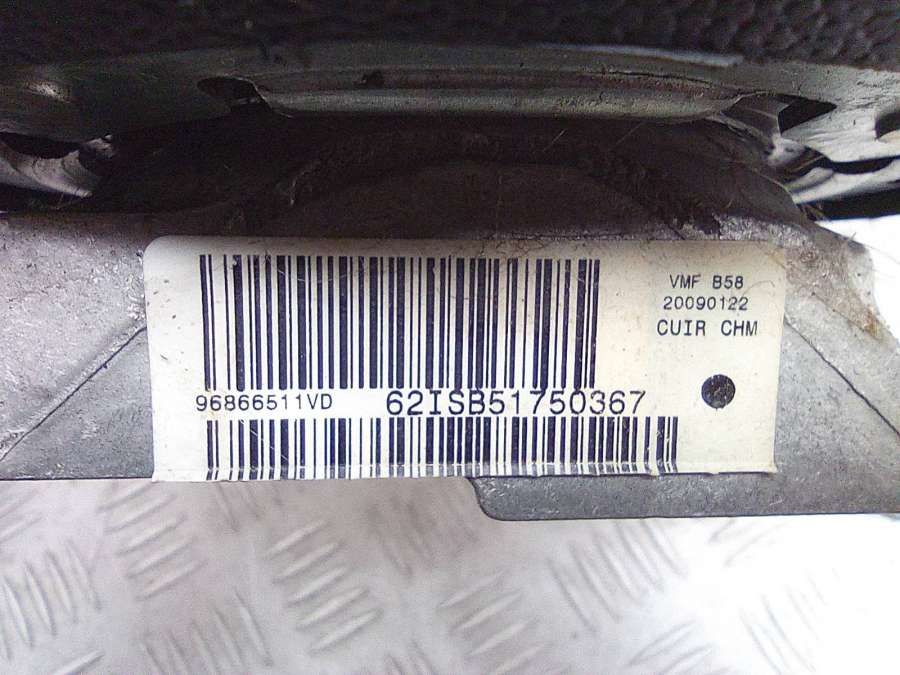 VMF B58
20090122
CUIR CHM
96866511VD
62ISB51750367